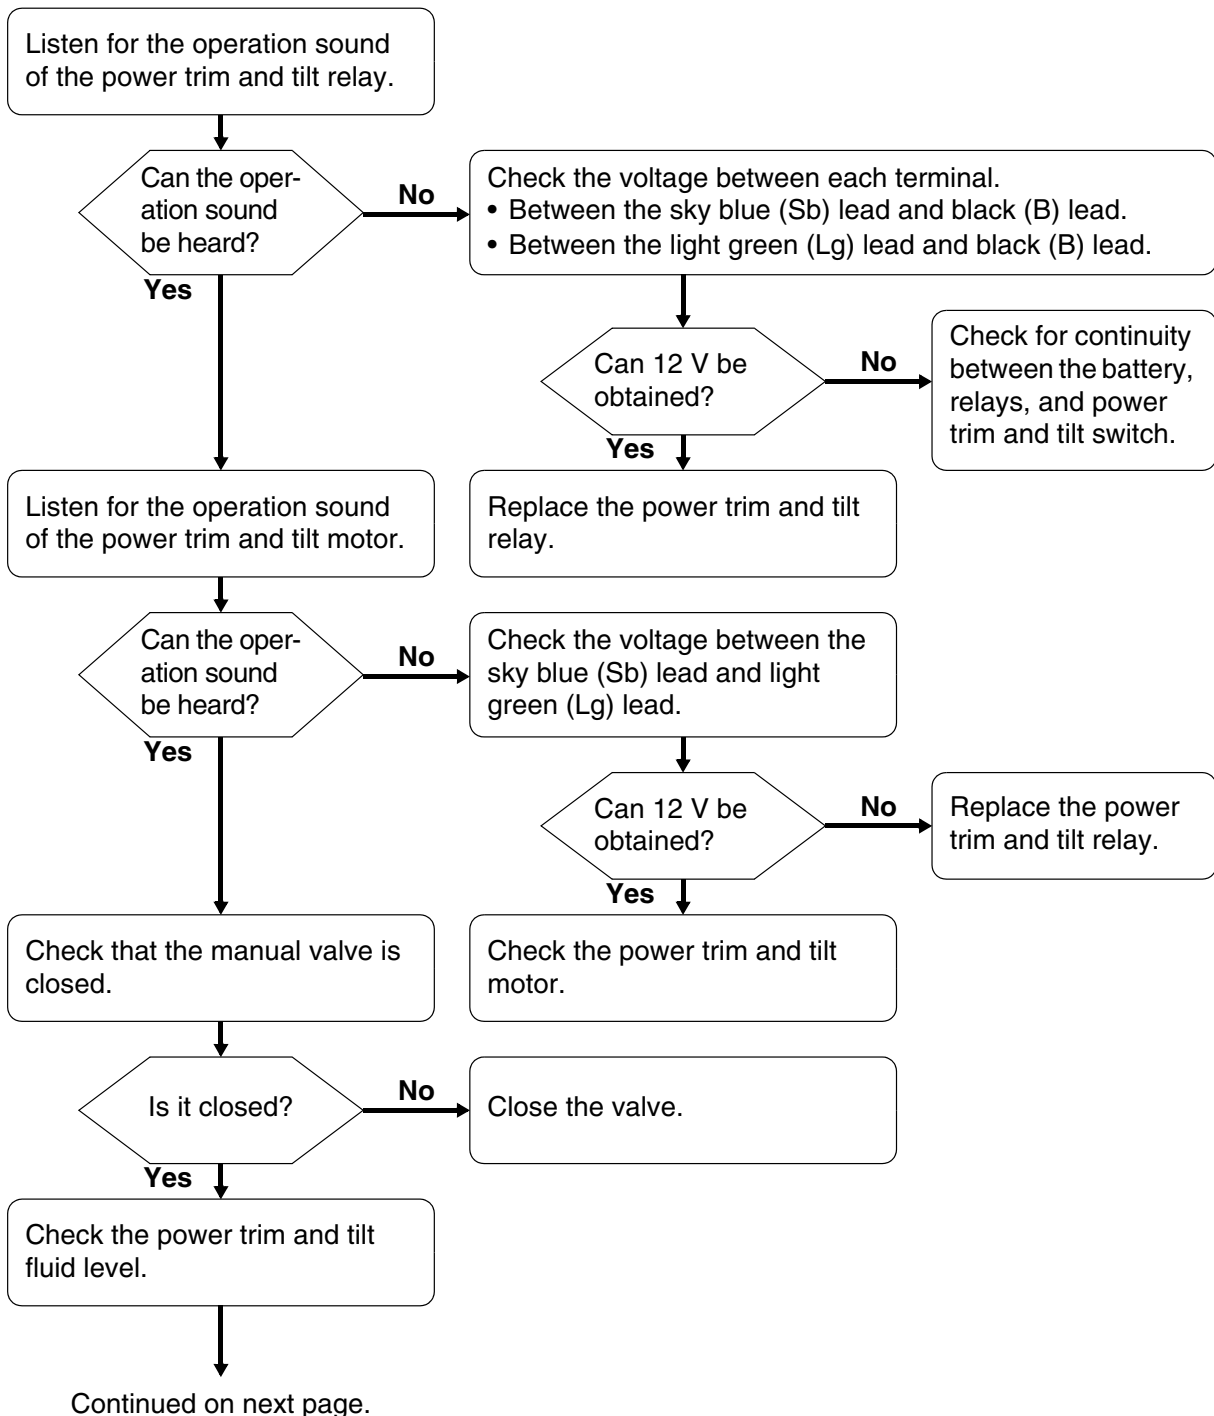 Listen for the operation sound
of the power trim and tilt relay.
Can the oper-
ation sound
be heard?
No
Check the voltage between each terminal.
• Between the sky blue (Sb) lead and black (B) lead.
• Between the light green (Lg) lead and black (B) lead.
Yes
Can 12 V be
obtained?
No
Check for continuity
between the battery,
relays, and power
trim and tilt switch.
Yes
Replace the power trim and tilt
relay.
Listen for the operation sound
of the power trim and tilt motor.
Can the oper-
ation sound
be heard?
No
Check the voltage between the
sky blue (Sb) lead and light
green (Lg) lead.
Yes
Can 12 V be
obtained?
No
Replace the power
trim and tilt relay.
Yes
Check the power trim and tilt
motor.
Check that the manual valve is
closed.
Is it closed?
No
Close the valve.
Yes
Check the power trim and tilt
fluid level.
Continued on next page.